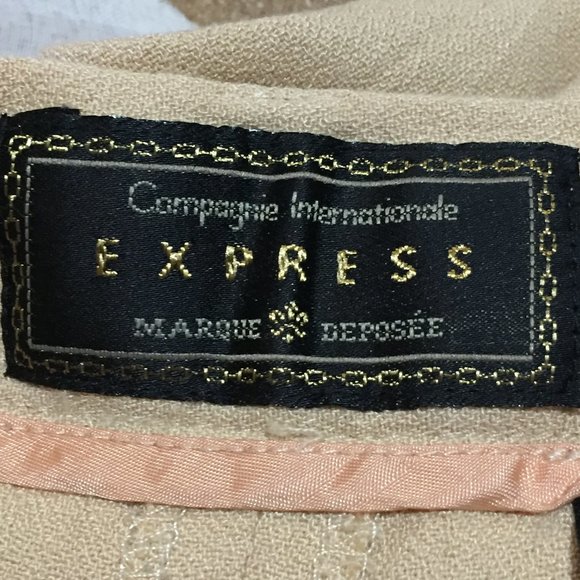 Compagnie Internationale
EXPRESS
MARQUE DEPOSÉE